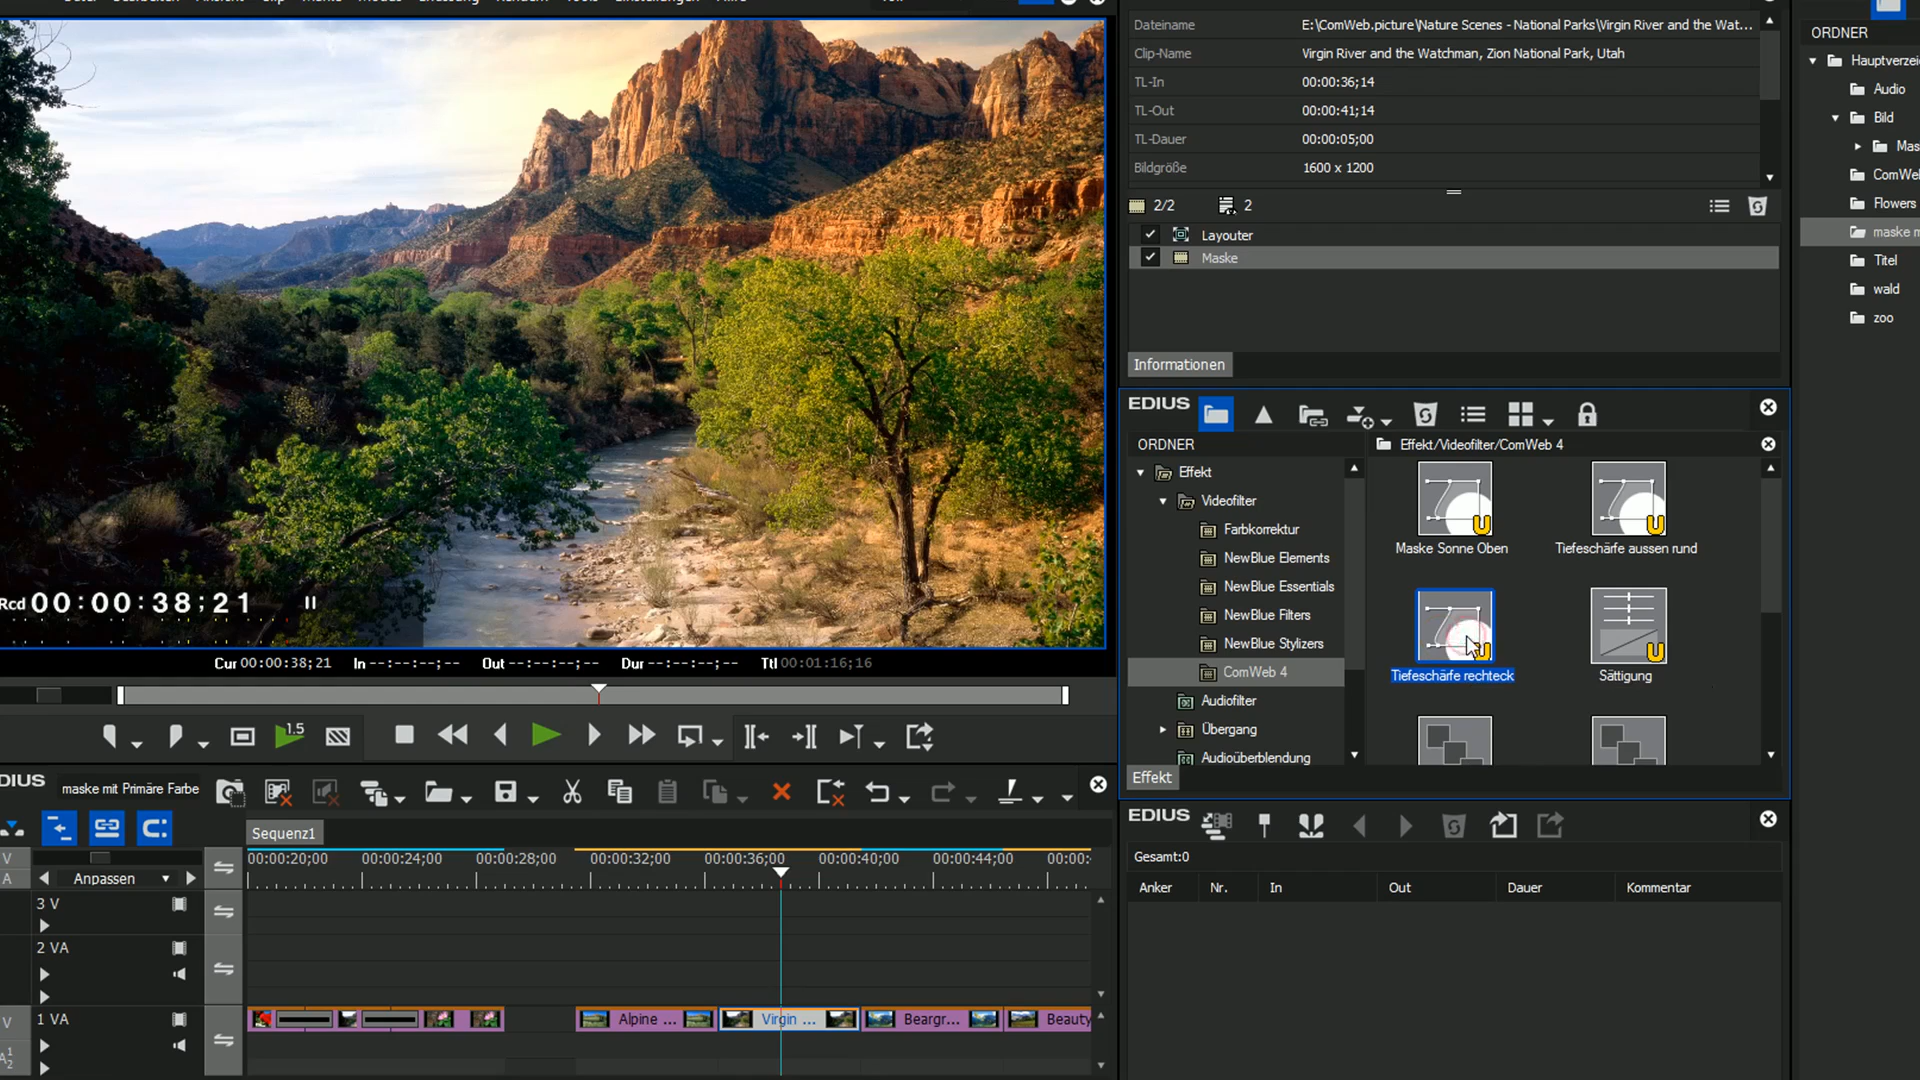 Dateiname E:\ComWeb.picture\Nature Scenes - National Parks\Virgin River and the Wat...
Clip-Name Virgin River and the Watchman, Zion National Park, Utah
TL-In 00:00:36;14
TL-Out 00:00:41;14
TL-Dauer 00:00:05;00
Bildgröße 1600 x 1200
2/2 2
Layouter
Maske
Informationen
ORDNER
Hauptverzei
Audio
Bild
Mas
ComWel
Flowers
maske m
Titel
wald
zoo
EDIUS
ORDNER
Effekt/Videofilter/ComWeb 4
Effekt
Videofilter
Farbkorrektur
NewBlue Elements
NewBlue Essentials
NewBlue Filters
NewBlue Stylizers
ComWeb 4
Audiofilter
Übergang
Audioüberblendung
Effekt
Maske Sonne Oben
Tiefeschärfe aussen rund
Tiefeschärfe rechteck
Sättigung
Rcd 00:00:38;21
Cur 00:00:38;21 In --:--:--;-- Out --:--:--;-- Dur --:--:--;-- Ttl 00:01:16;16
1.5
DIUS maske mit Primäre Farbe
Sequenz1
00:00:20;00 00:00:24;00 00:00:28;00 00:00:32;00 00:00:36;00 00:00:40;00 00:00:44;00 00:00:
V
A
Anpassen
3 V
2 VA
V
1 VA
A 1 2
Alpine ...
Virgin ...
Beargr...
Beauty
EDIUS
Gesamt:0
Anker Nr. In Out Dauer Kommentar